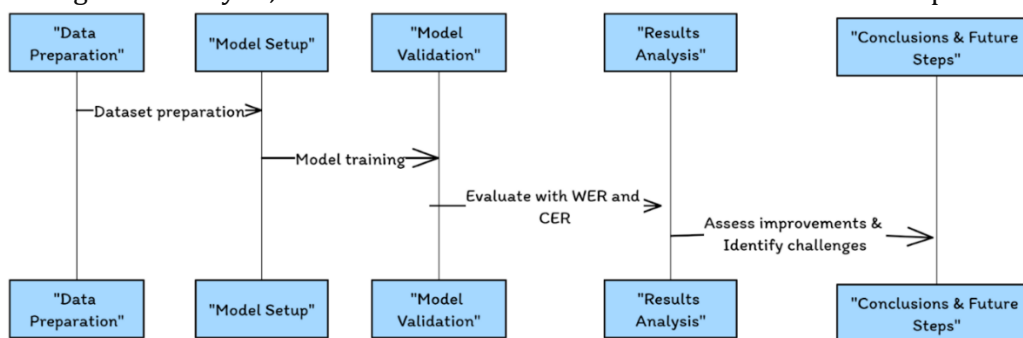 "Data
Preparation"
"Model Setup"
"Model
Validation"
"Results
Analysis"
"Conclusions & Future
Steps"
Dataset preparation
Model training
Evaluate with WER and
CER
Assess improvements &
Identify challenges
"Data
Preparation"
"Model Setup"
"Model
Validation"
"Results
Analysis"
"Conclusions & Future
Steps"